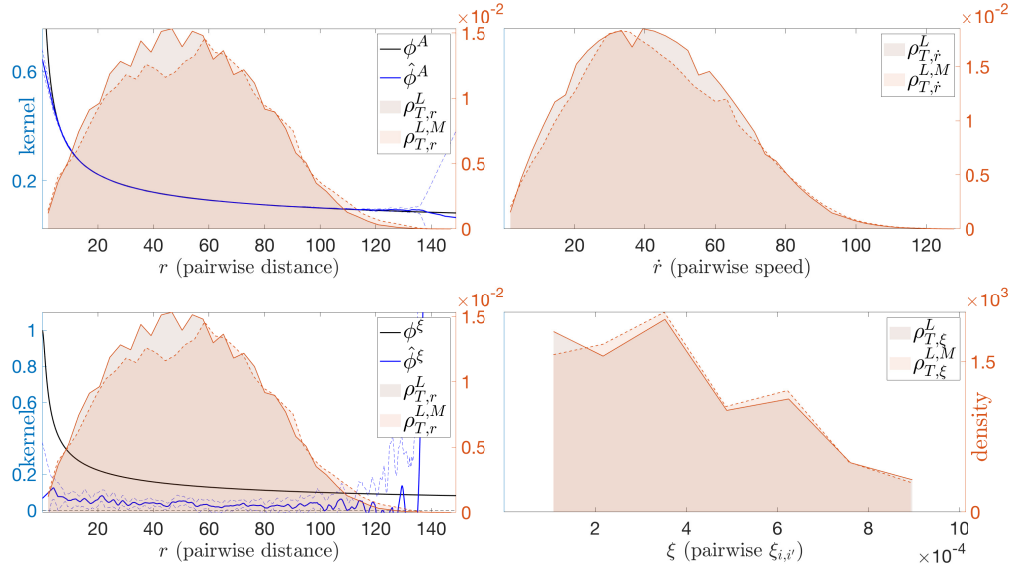 ×10⁻²
×10⁻²
kernel
0.6
0.2
ϕᴬ
ϕ̂ᴬ
ρ^L_{T,r}
ρ^{L,M}_{T,r}
1.5
1
0.5
0
20 40 60 80 100 120 140
r (pairwise distance)
ρ^L_{T,ṙ}
ρ^{L,M}_{T,ṙ}
1.5
1
0.5
0
20 40 60 80 100 120
ṙ (pairwise speed)
×10⁻²
×10³
kernel
1
0.8
0.6
0.2
0
ϕ^ξ
ϕ̂^ξ
ρ^L_{T,r}
ρ^{L,M}_{T,r}
1.5
1
0.5
0
20 40 60 80 100 120 140
r (pairwise distance)
ρ^L_{T,ξ}
ρ^{L,M}_{T,ξ}
1.5
0
density
2 4 6 8 10
ξ (pairwise ξ_{i,i′})
×10⁻⁴